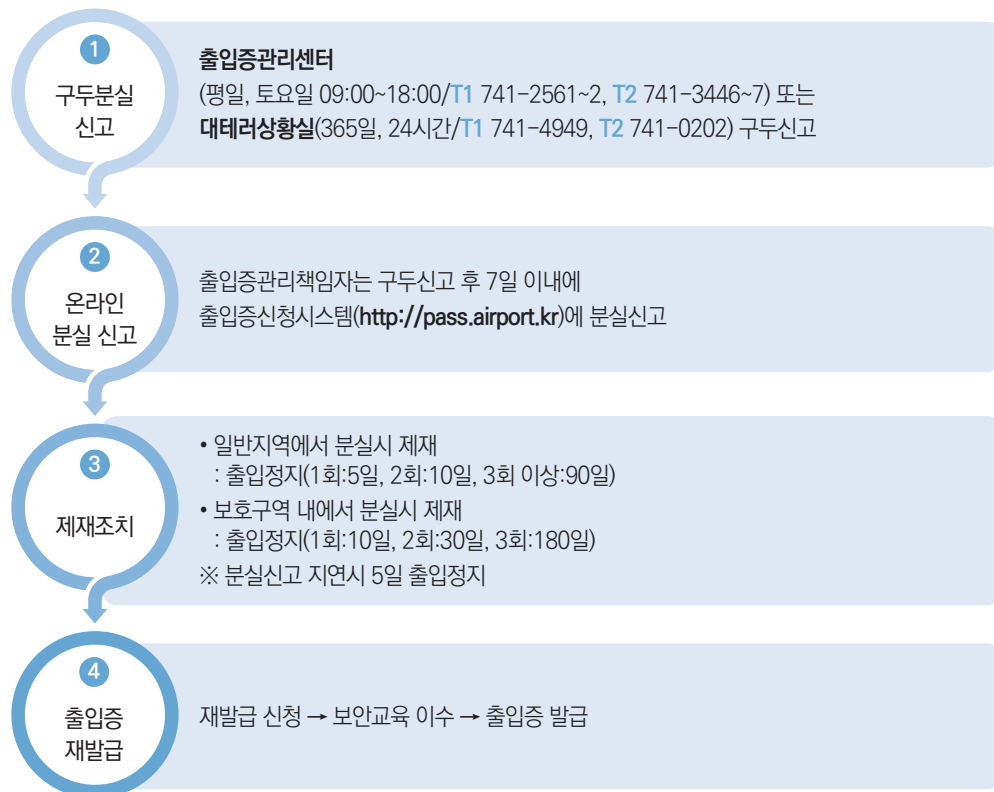 1
구두분실
신고
출입증관리센터
(평일, 토요일 09:00~18:00/T1 741-2561~2, T2 741-3446~7) 또는
대테러상황실(365일, 24시간/T1 741-4949, T2 741-0202) 구두신고
2
온라인
분실 신고
출입증관리책임자는 구두신고 후 7일 이내에
출입증신청시스템(http://pass.airport.kr)에 분실신고
3
제재조치
• 일반지역에서 분실시 제재
: 출입정지(1회:5일, 2회:10일, 3회 이상:90일)
• 보호구역 내에서 분실시 제재
: 출입정지(1회:10일, 2회:30일, 3회:180일)
※ 분실신고 지연시 5일 출입정지
4
출입증
재발급
재발급 신청 → 보안교육 이수 → 출입증 발급